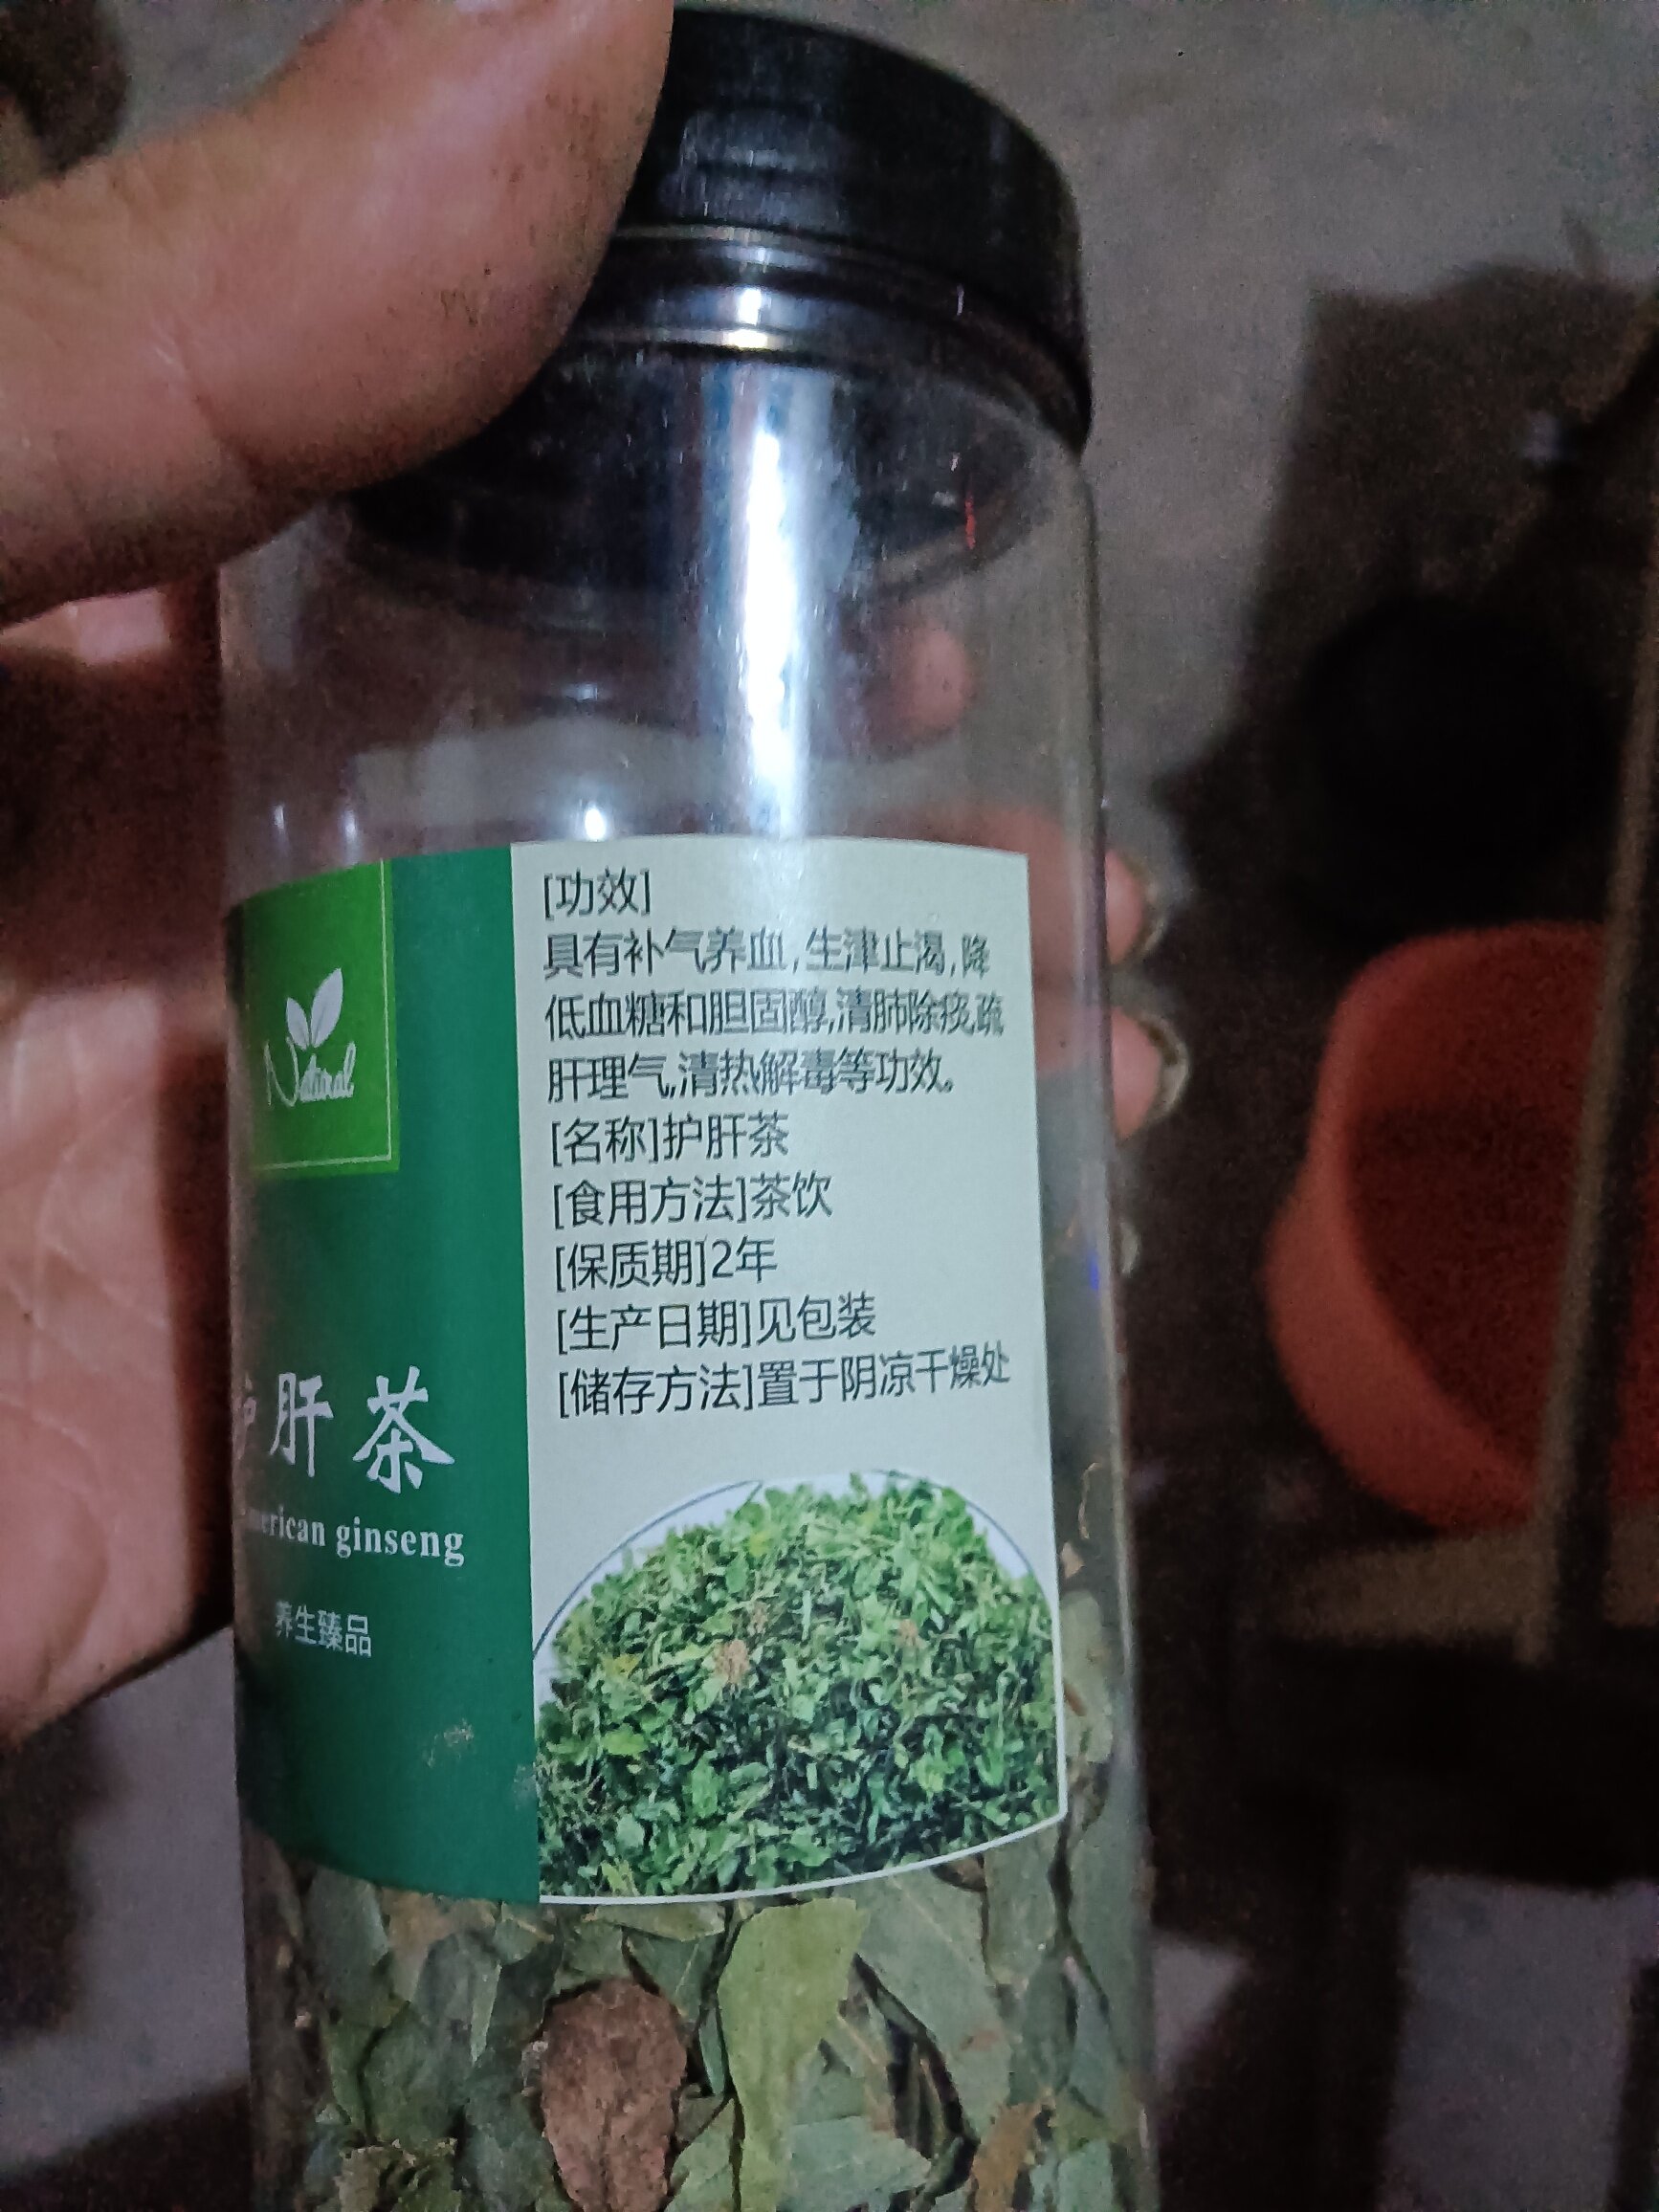 Natural
肝茶
American ginseng
养生臻品
[功效]
具有补气养血,生津止渴,降
低血糖和胆固醇,清肺除痰,疏
肝理气,清热解毒等功效。
[名称]护肝茶
[食用方法]茶饮
[保质期]2年
[生产日期]见包装
[储存方法]置于阴凉干燥处